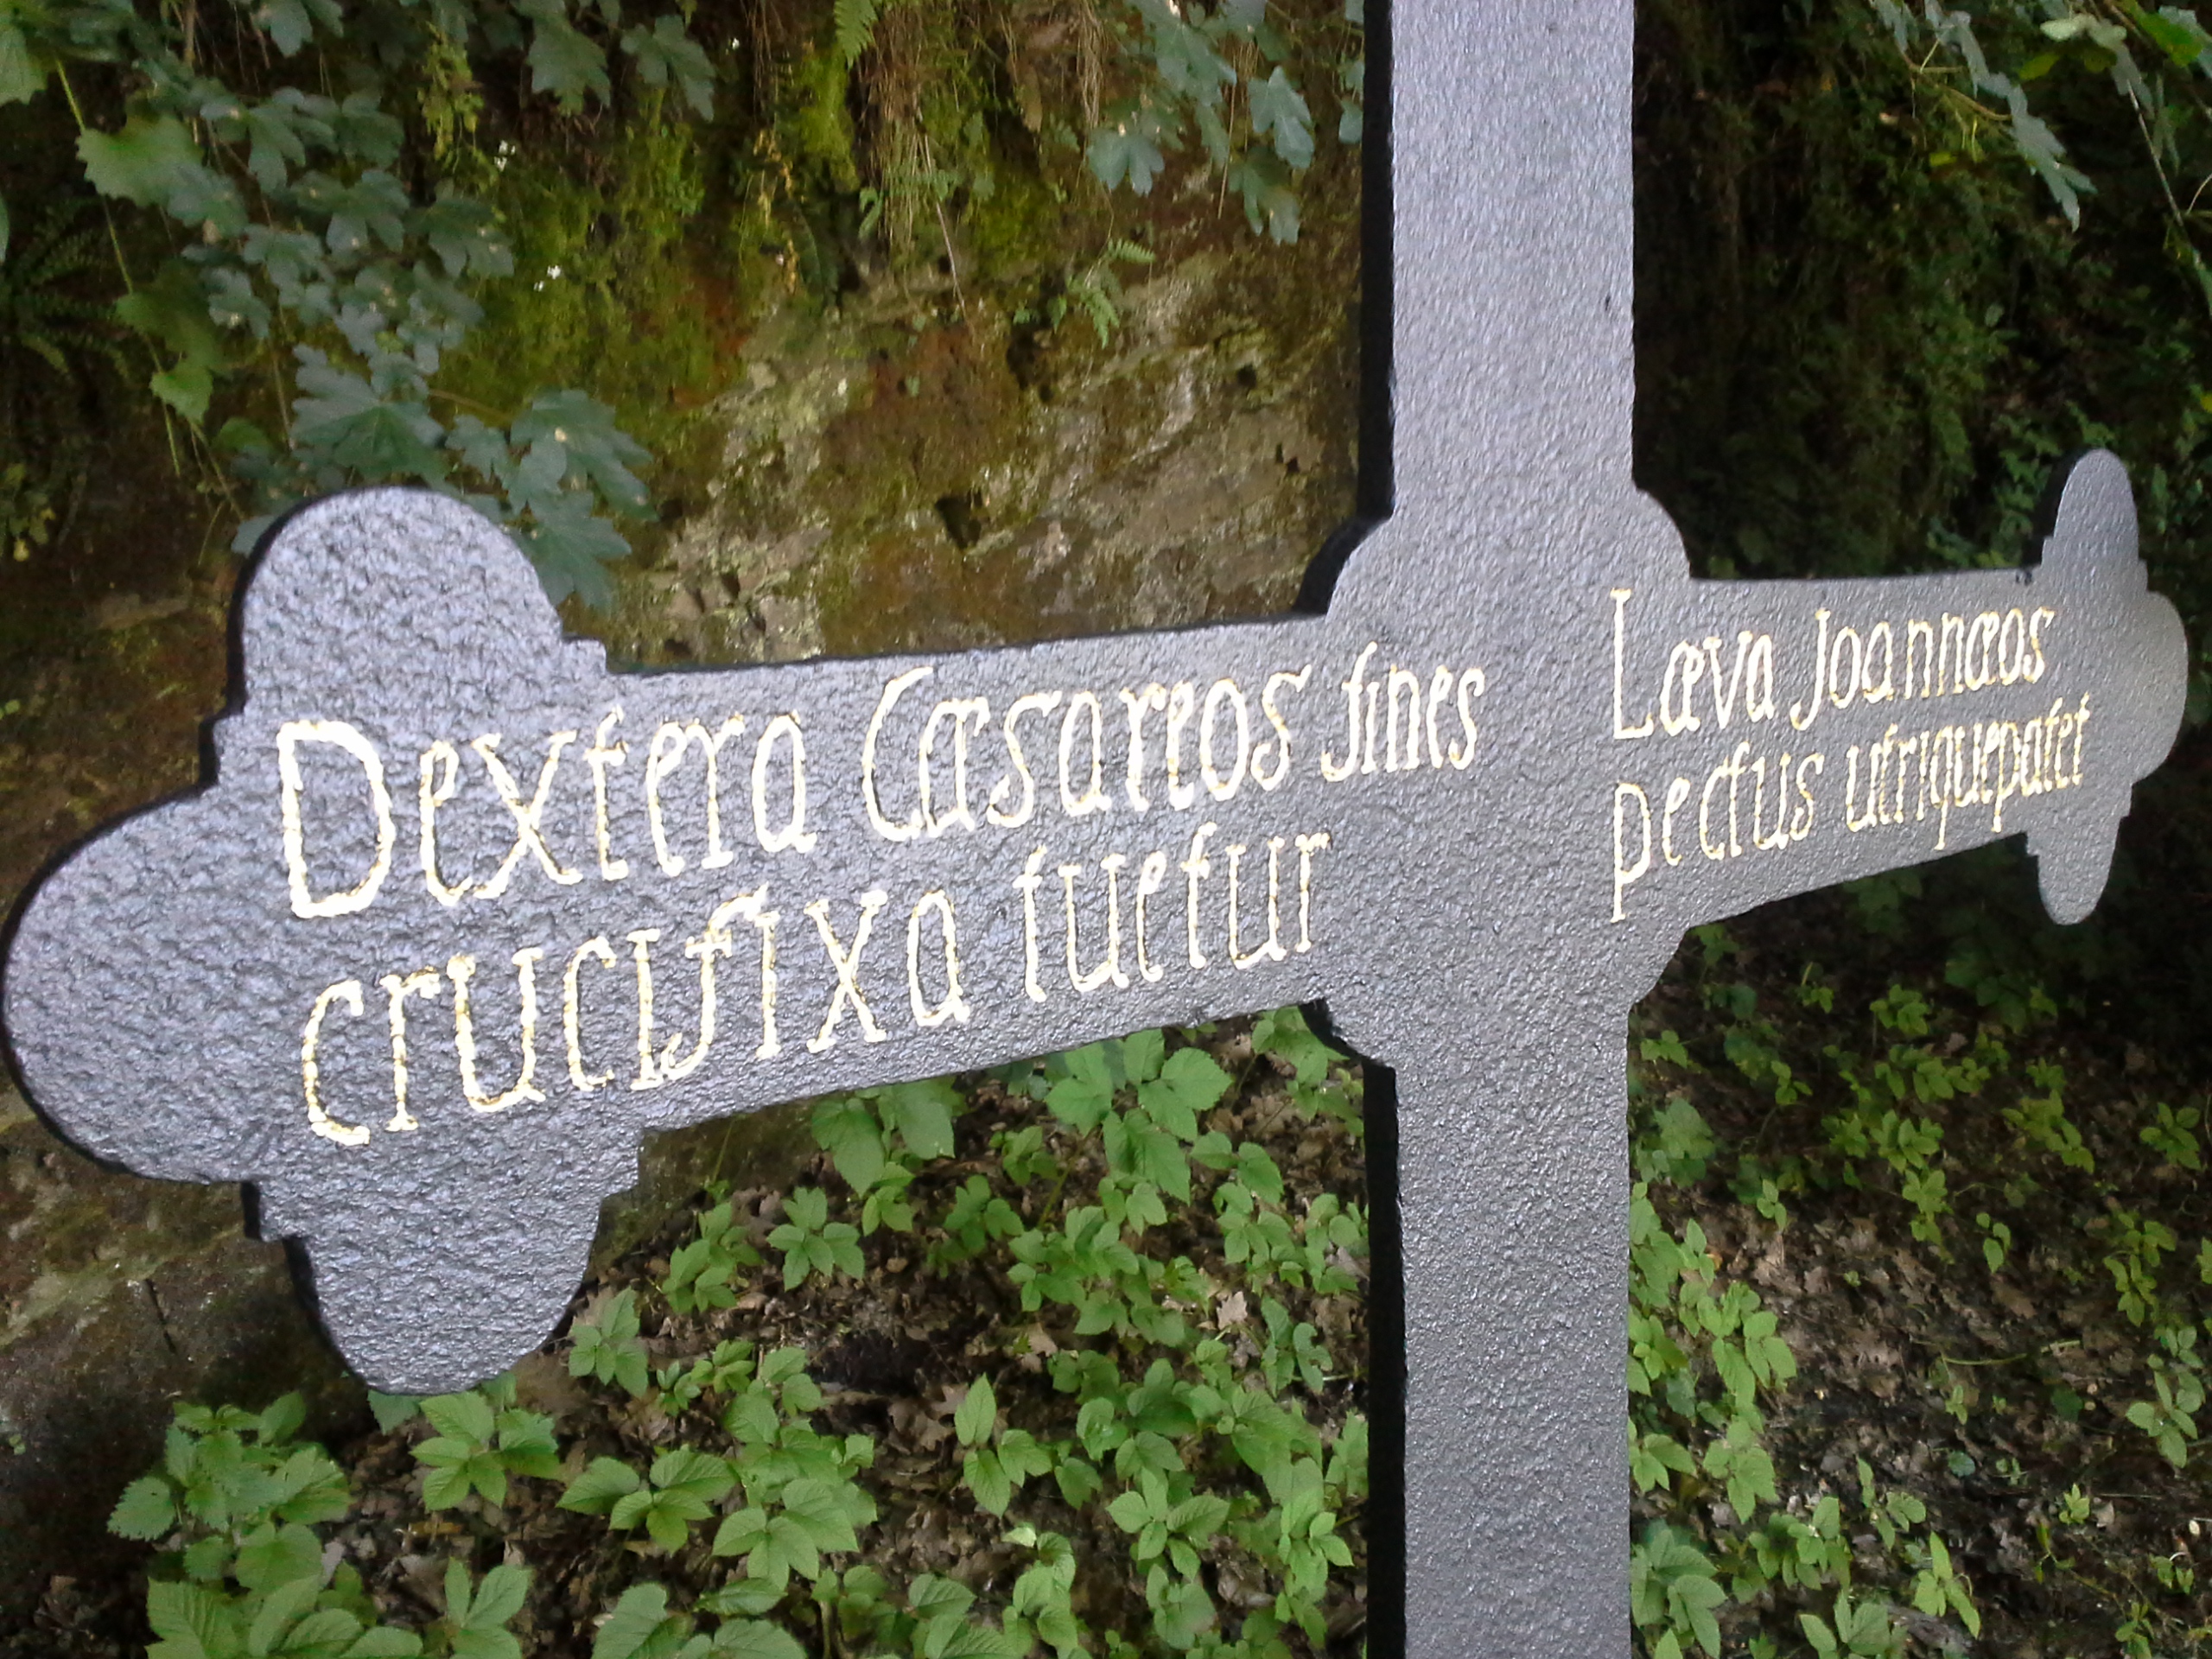 Dextera Cæsareos fines
crucifixa tuetur
Læva Joannæos
pectus utriquepatet